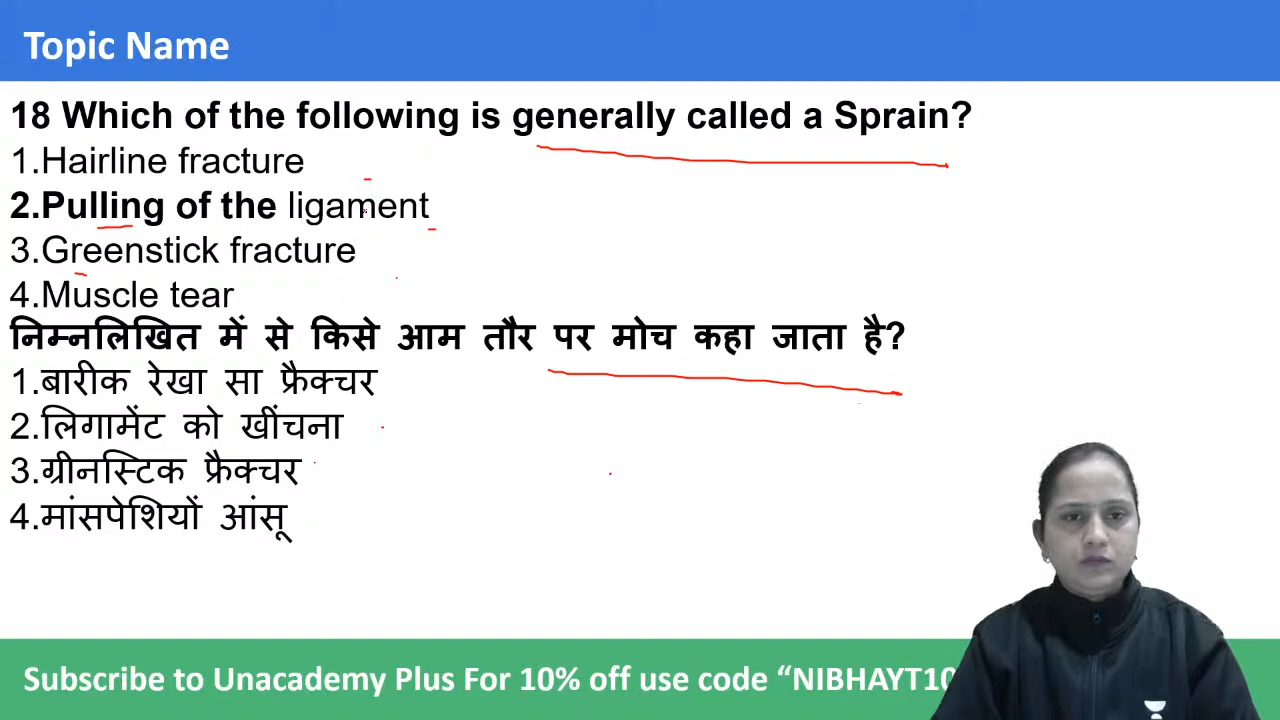 Topic Name
18 Which of the following is generally called a Sprain?
1.Hairline fracture
2.Pulling of the ligament
3.Greenstick fracture
4.Muscle tear
निम्नलिखित में से किसे आम तौर पर मोच कहा जाता है?
1.बारीक रेखा सा फ्रैक्चर
2.लिगामेंट को खींचना
3.ग्रीनस्टिक फ्रैक्चर
4.मांसपेशियों आंसू
Subscribe to Unacademy Plus For 10% off use code “NIBHAYT10